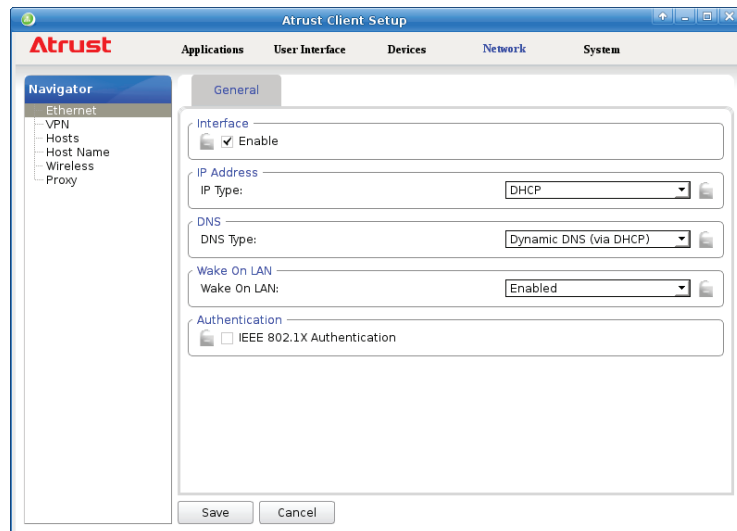 Atrust Client Setup
Atrust
Applications User Interface Devices Network System
Navigator
Ethernet
VPN
Hosts
Host Name
Wireless
Proxy
General
Interface
Enable
IP Address
IP Type: DHCP
DNS
DNS Type: Dynamic DNS (via DHCP)
Wake On LAN
Wake On LAN: Enabled
Authentication
IEEE 802.1X Authentication
Save Cancel